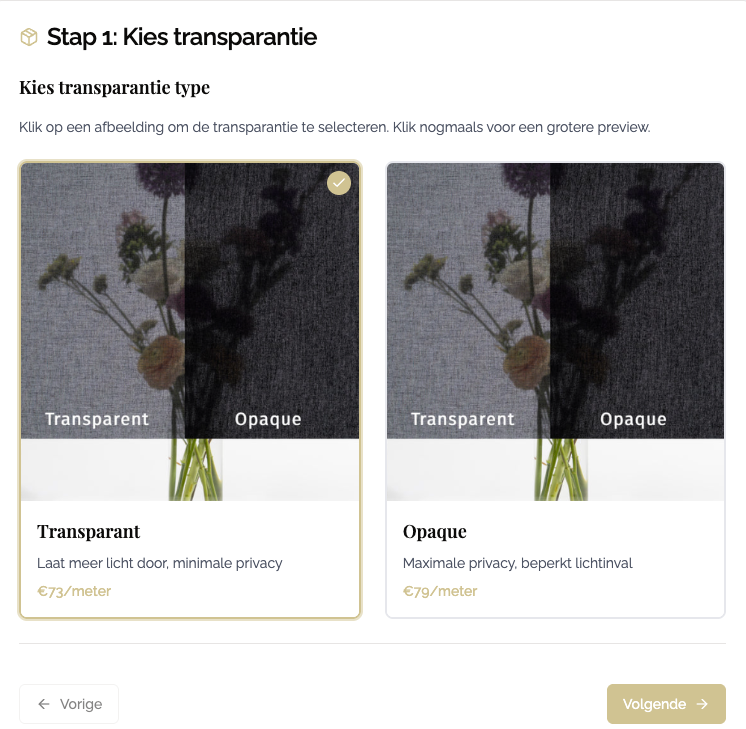 Stap 1: Kies transparantie
Kies transparantie type
Klik op een afbeelding om de transparantie te selecteren. Klik nogmaals voor een grotere preview.
Transparent Opaque
Transparent Opaque
Transparant
Laat meer licht door, minimale privacy
€73/meter
Opaque
Maximale privacy, beperkt lichtinval
€79/meter
Vorige
Volgende